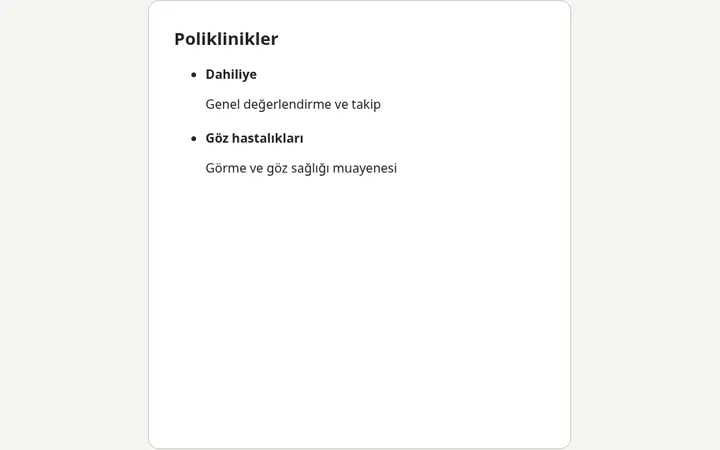 Poliklinikler
Dahiliye
Genel değerlendirme ve takip
Göz hastalıkları
Görme ve göz sağlığı muayenesi